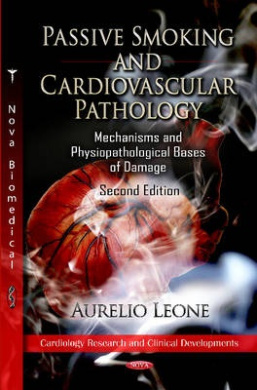 PASSIVE SMOKING
AND
CARDIOVASCULAR
PATHOLOGY
Mechanisms and
Physiopathological Bases
of Damage
Second Edition
Nova Biomedical
AURELIO LEONE
Cardiology Research and Clinical Developments
NOVA